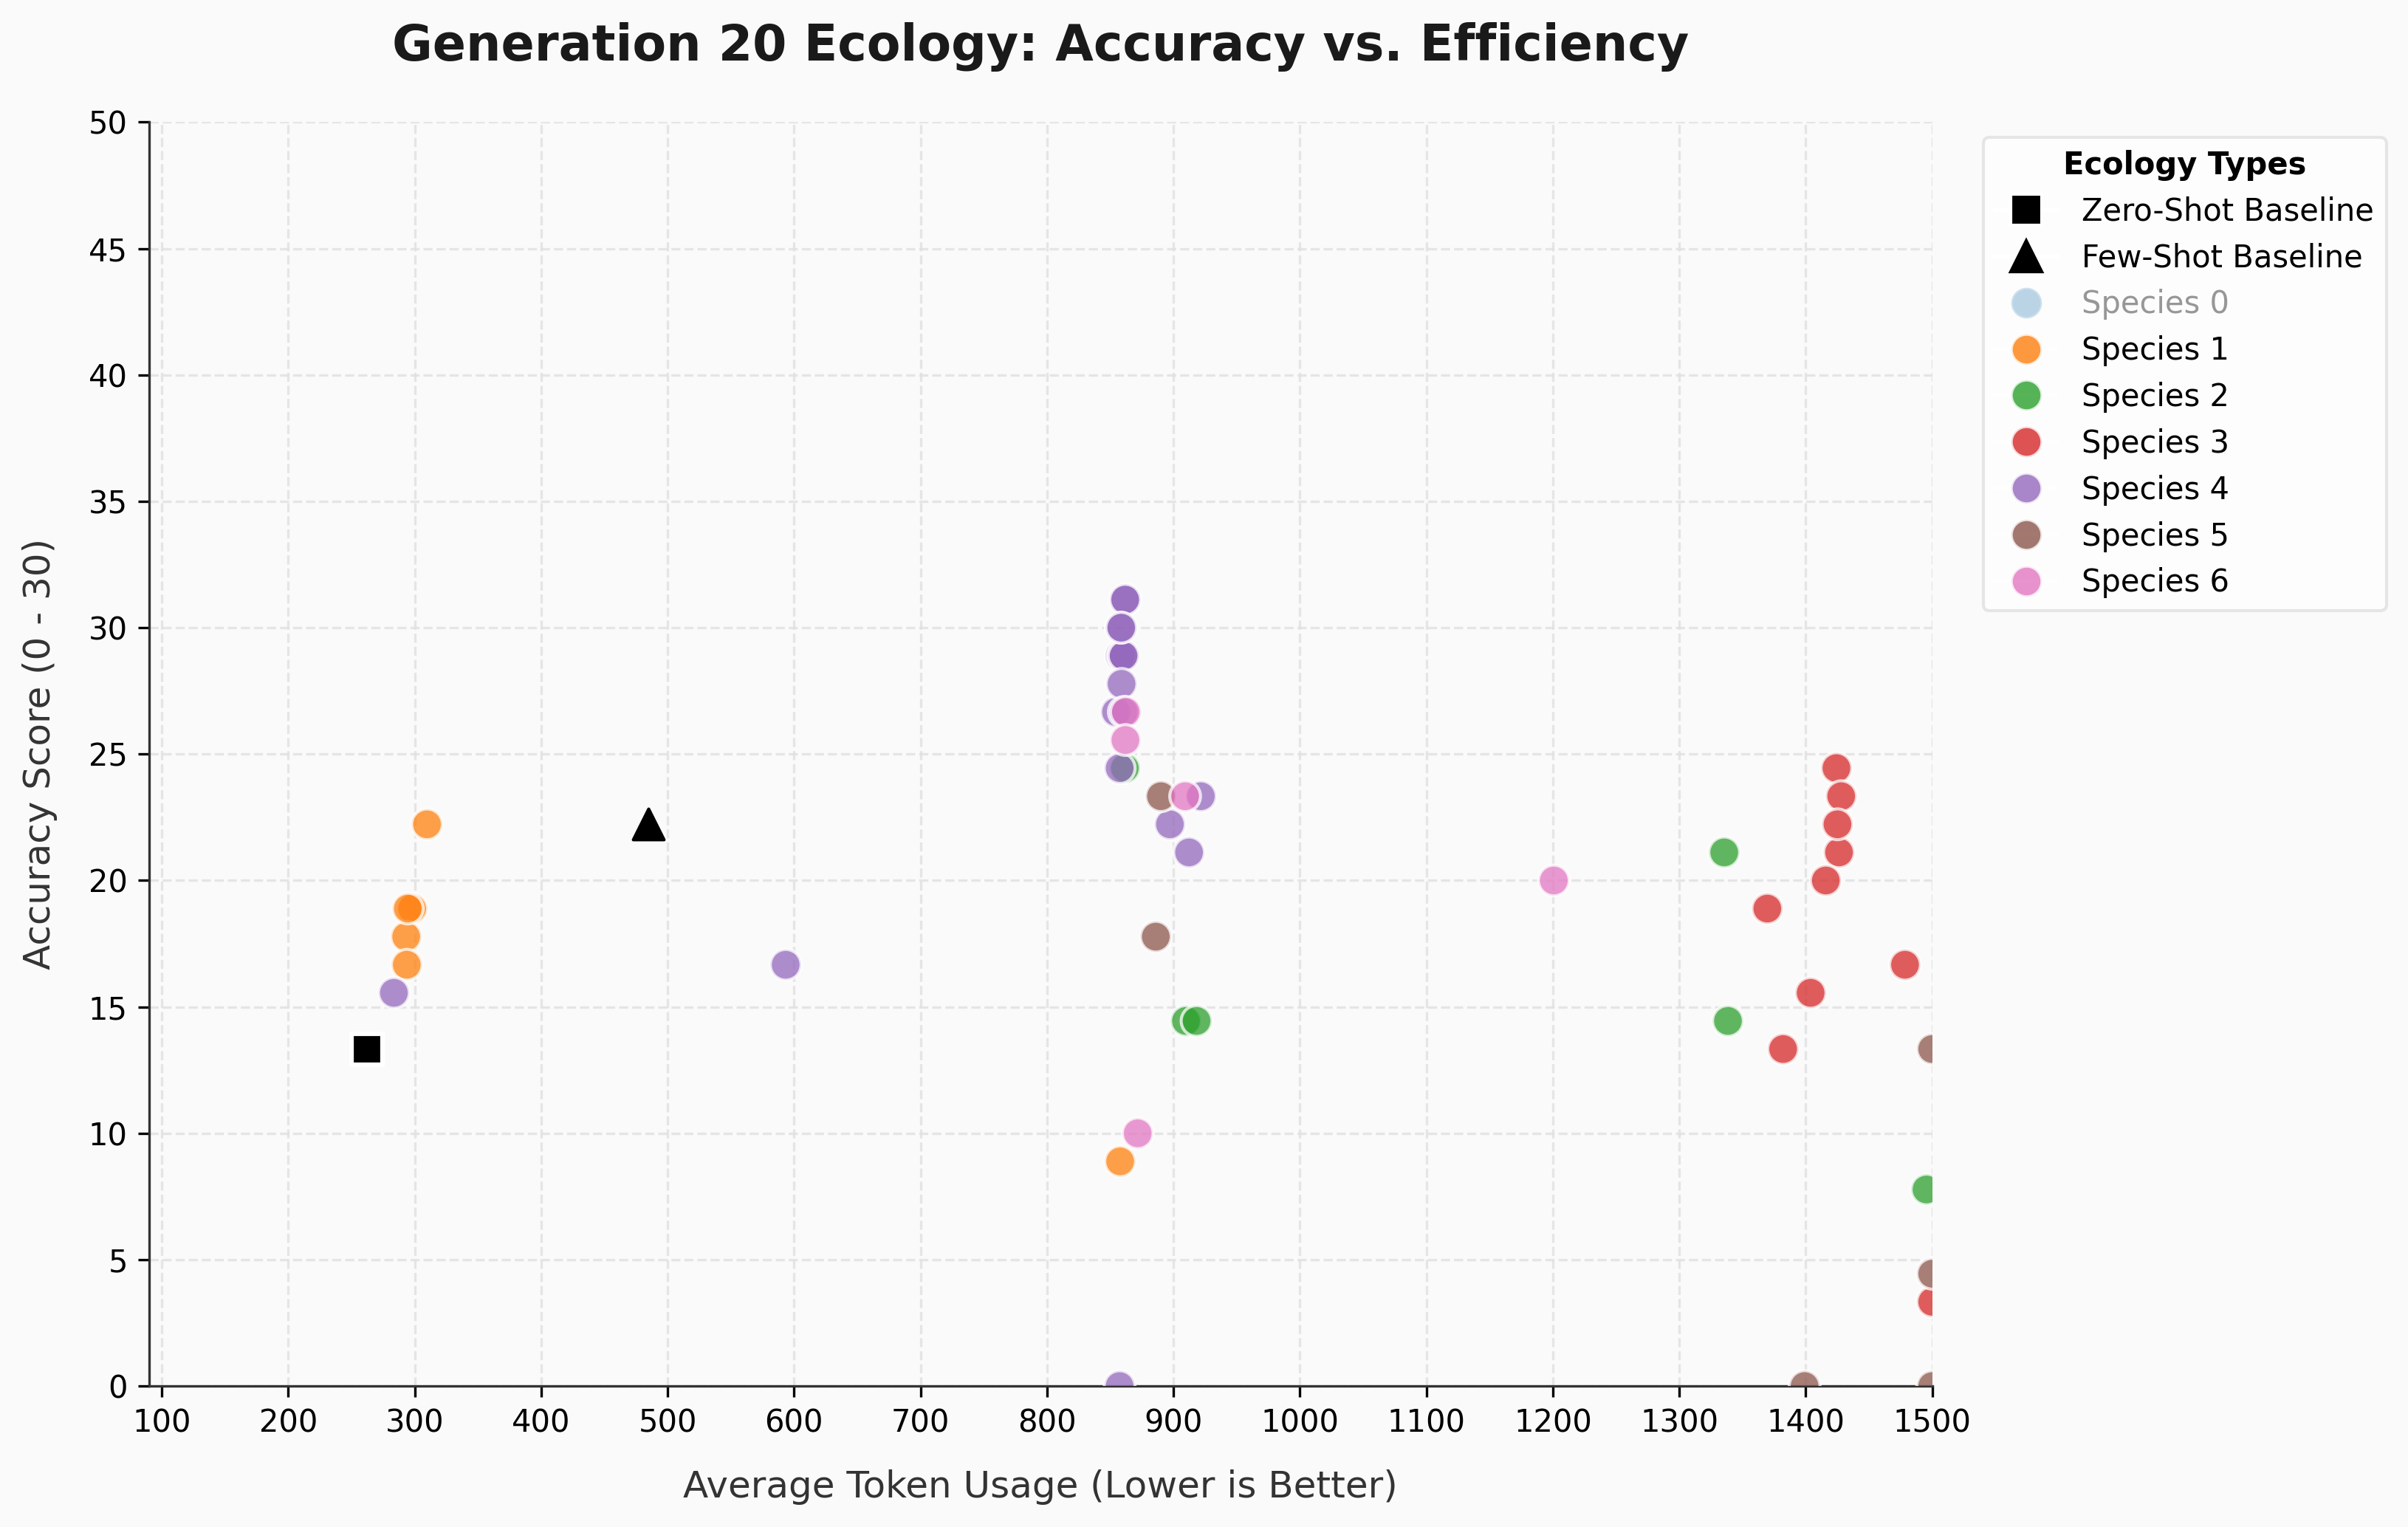 Generation 20 Ecology: Accuracy vs. Efficiency
50
45
40
35
30
25
20
15
10
5
0
Accuracy Score (0 - 30)
100 200 300 400 500 600 700 800 900 1000 1100 1200 1300 1400 1500
Average Token Usage (Lower is Better)
Ecology Types
Zero-Shot Baseline
Few-Shot Baseline
Species 0
Species 1
Species 2
Species 3
Species 4
Species 5
Species 6